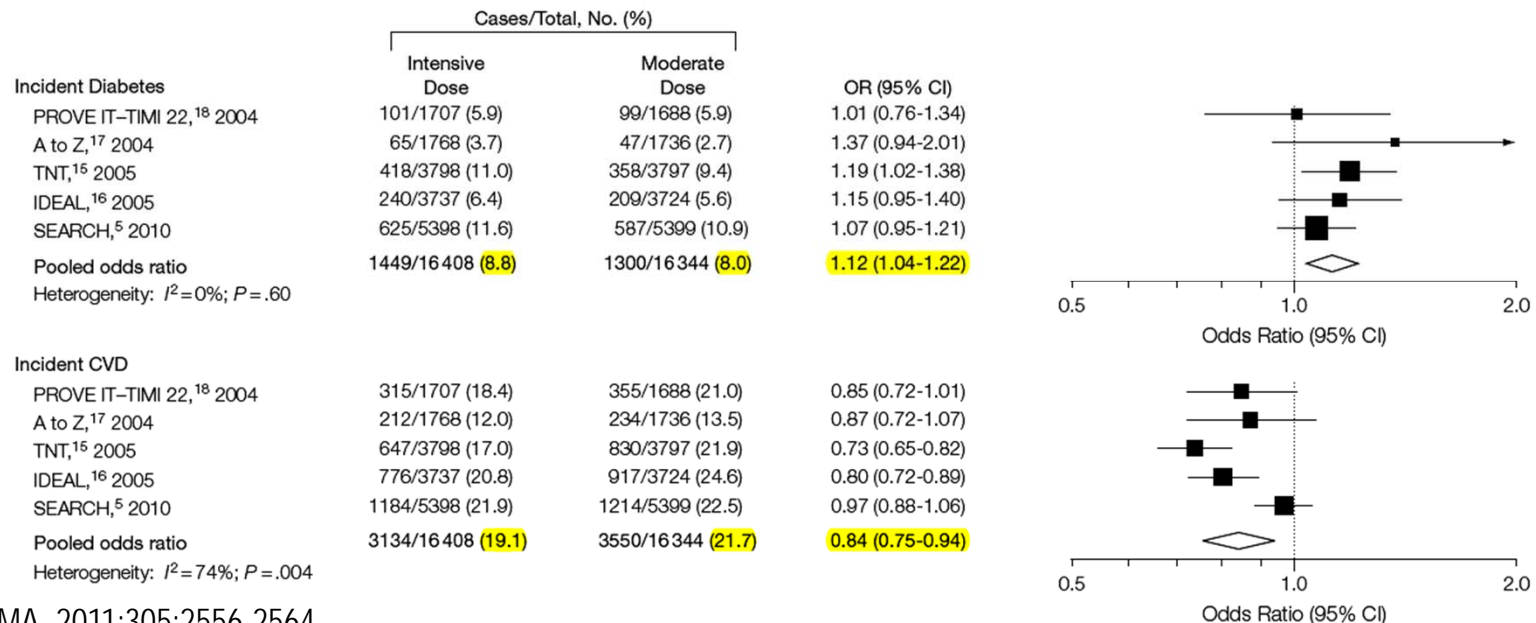 Cases/Total, No. (%)
Intensive Moderate
Incident Diabetes Dose Dose OR (95% CI)
PROVE IT–TIMI 22,18 2004 101/1707 (5.9) 99/1688 (5.9) 1.01 (0.76-1.34)
A to Z,17 2004 65/1768 (3.7) 47/1736 (2.7) 1.37 (0.94-2.01)
TNT,15 2005 418/3798 (11.0) 358/3797 (9.4) 1.19 (1.02-1.38)
IDEAL,16 2005 240/3737 (6.4) 209/3724 (5.6) 1.15 (0.95-1.40)
SEARCH,5 2010 625/5398 (11.6) 587/5399 (10.9) 1.07 (0.95-1.21)
Pooled odds ratio 1449/16 408 (8.8) 1300/16 344 (8.0) 1.12 (1.04-1.22)
Heterogeneity: I2=0%; P=.60
0.5 1.0 2.0
Odds Ratio (95% CI)
Incident CVD
PROVE IT–TIMI 22,18 2004 315/1707 (18.4) 355/1688 (21.0) 0.85 (0.72-1.01)
A to Z,17 2004 212/1768 (12.0) 234/1736 (13.5) 0.87 (0.72-1.07)
TNT,15 2005 647/3798 (17.0) 830/3797 (21.9) 0.73 (0.65-0.82)
IDEAL,16 2005 776/3737 (20.8) 917/3724 (24.6) 0.80 (0.72-0.89)
SEARCH,5 2010 1184/5398 (21.9) 1214/5399 (22.5) 0.97 (0.88-1.06)
Pooled odds ratio 3134/16 408 (19.1) 3550/16 344 (21.7) 0.84 (0.75-0.94)
Heterogeneity: I2=74%; P=.004
0.5 1.0 2.0
Odds Ratio (95% CI)
MA. 2011;305:2556-2564